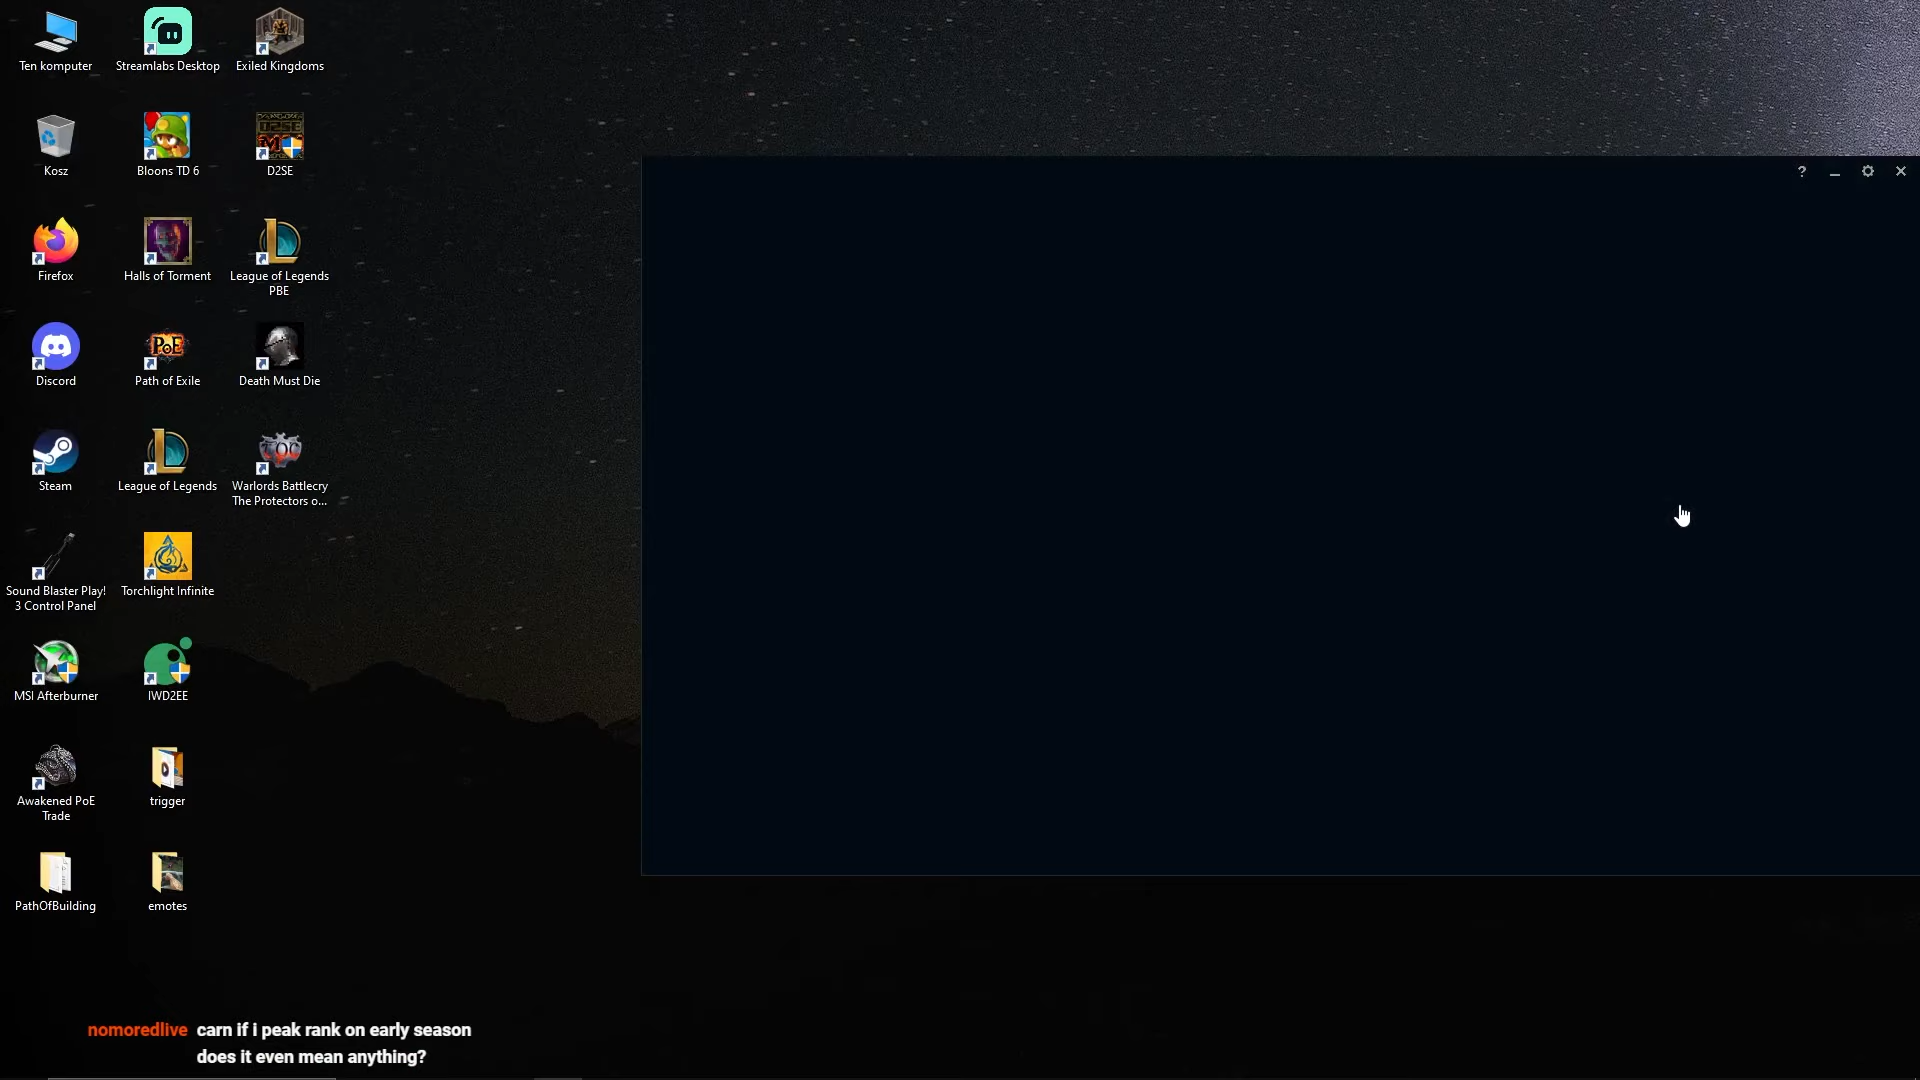 Ten komputer
Streamlabs Desktop
Exiled Kingdoms
Kosz
Bloons TD 6
D2SE
Firefox
Halls of Torment
League of Legends
PBE
Discord
Path of Exile
Death Must Die
Steam
League of Legends
Warlords Battlecry
The Protectors o...
Sound Blaster Play!
3 Control Panel
Torchlight Infinite
MSI Afterburner
IWD2EE
Awakened PoE
Trade
trigger
PathOfBuilding
emotes
nomoredlive carn if i peak rank on early season
does it even mean anything?